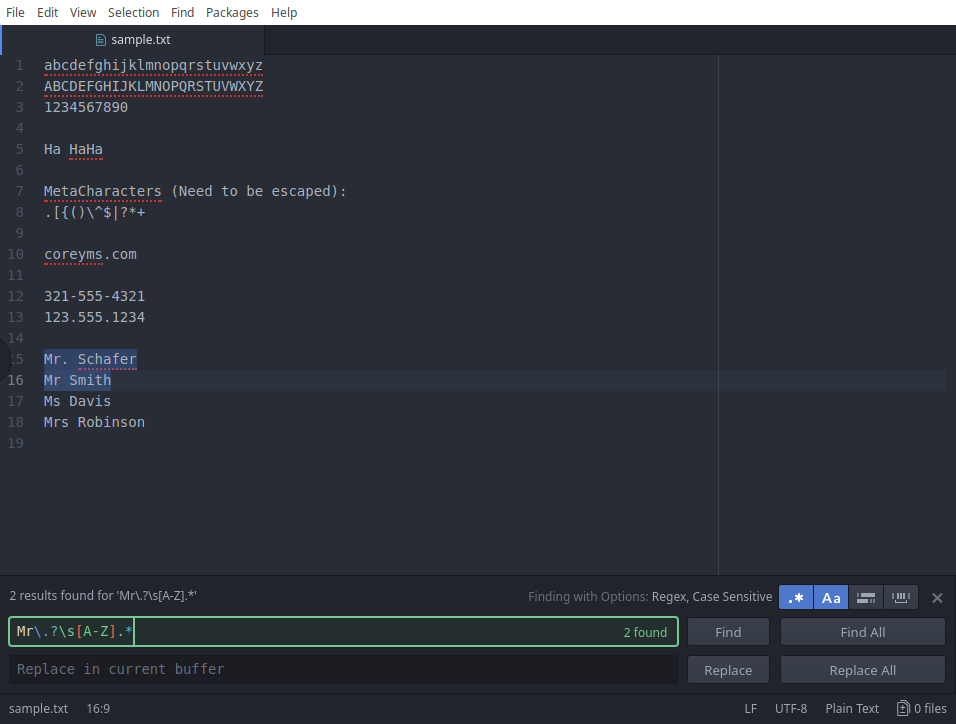 File Edit View Selection Find Packages Help
sample.txt
1 abcdefghijklmnopqrstuvwxyz
2 ABCDEFGHIJKLMNOPQRSTUVWXYZ
3 1234567890
4
5 Ha HaHa
6
7 MetaCharacters (Need to be escaped):
8 .[{()\^$|?*+
9
10 coreyms.com
11
12 321-555-4321
13 123.555.1234
14
15 Mr. Schafer
16 Mr Smith
17 Ms Davis
18 Mrs Robinson
19
2 results found for 'Mr\.?\s[A-Z].*' Finding with Options: Regex, Case Sensitive .* Aa
Mr\.?\s[A-Z].* 2 found Find Find All
Replace in current buffer Replace Replace All
sample.txt 16:9 LF UTF-8 Plain Text 0 files